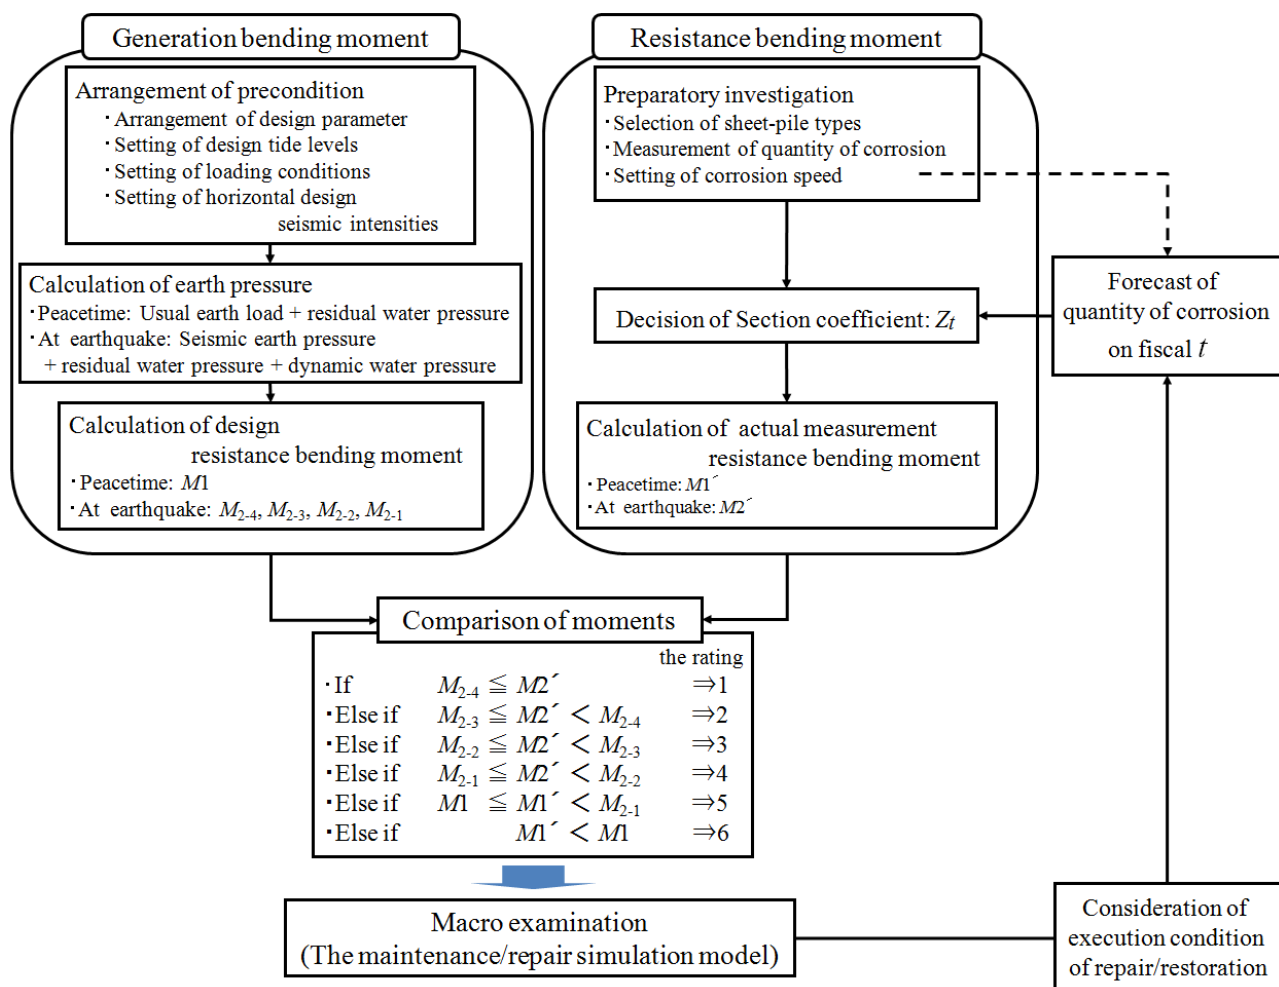 Generation bending moment
Arrangement of precondition
・Arrangement of design parameter
・Setting of design tide levels
・Setting of loading conditions
・Setting of horizontal design
seismic intensities
Calculation of earth pressure
・Peacetime: Usual earth load + residual water pressure
・At earthquake: Seismic earth pressure
+ residual water pressure + dynamic water pressure
Calculation of design
resistance bending moment
・Peacetime: M1
・At earthquake: M2-4, M2-3, M2-2, M2-1
Resistance bending moment
Preparatory investigation
・Selection of sheet-pile types
・Measurement of quantity of corrosion
・Setting of corrosion speed
Decision of Section coefficient: Zt
Calculation of actual measurement
resistance bending moment
・Peacetime: M1´
・At earthquake: M2´
Forecast of
quantity of corrosion
on fiscal t
Comparison of moments
the rating
・If M2-4 ≦ M2´ ⇒1
・Else if M2-3 ≦ M2´ < M2-4 ⇒2
・Else if M2-2 ≦ M2´ < M2-3 ⇒3
・Else if M2-1 ≦ M2´ < M2-2 ⇒4
・Else if M1 ≦ M1´ < M2-1 ⇒5
・Else if M1´ < M1 ⇒6
Macro examination
(The maintenance/repair simulation model)
Consideration of
execution condition
of repair/restoration